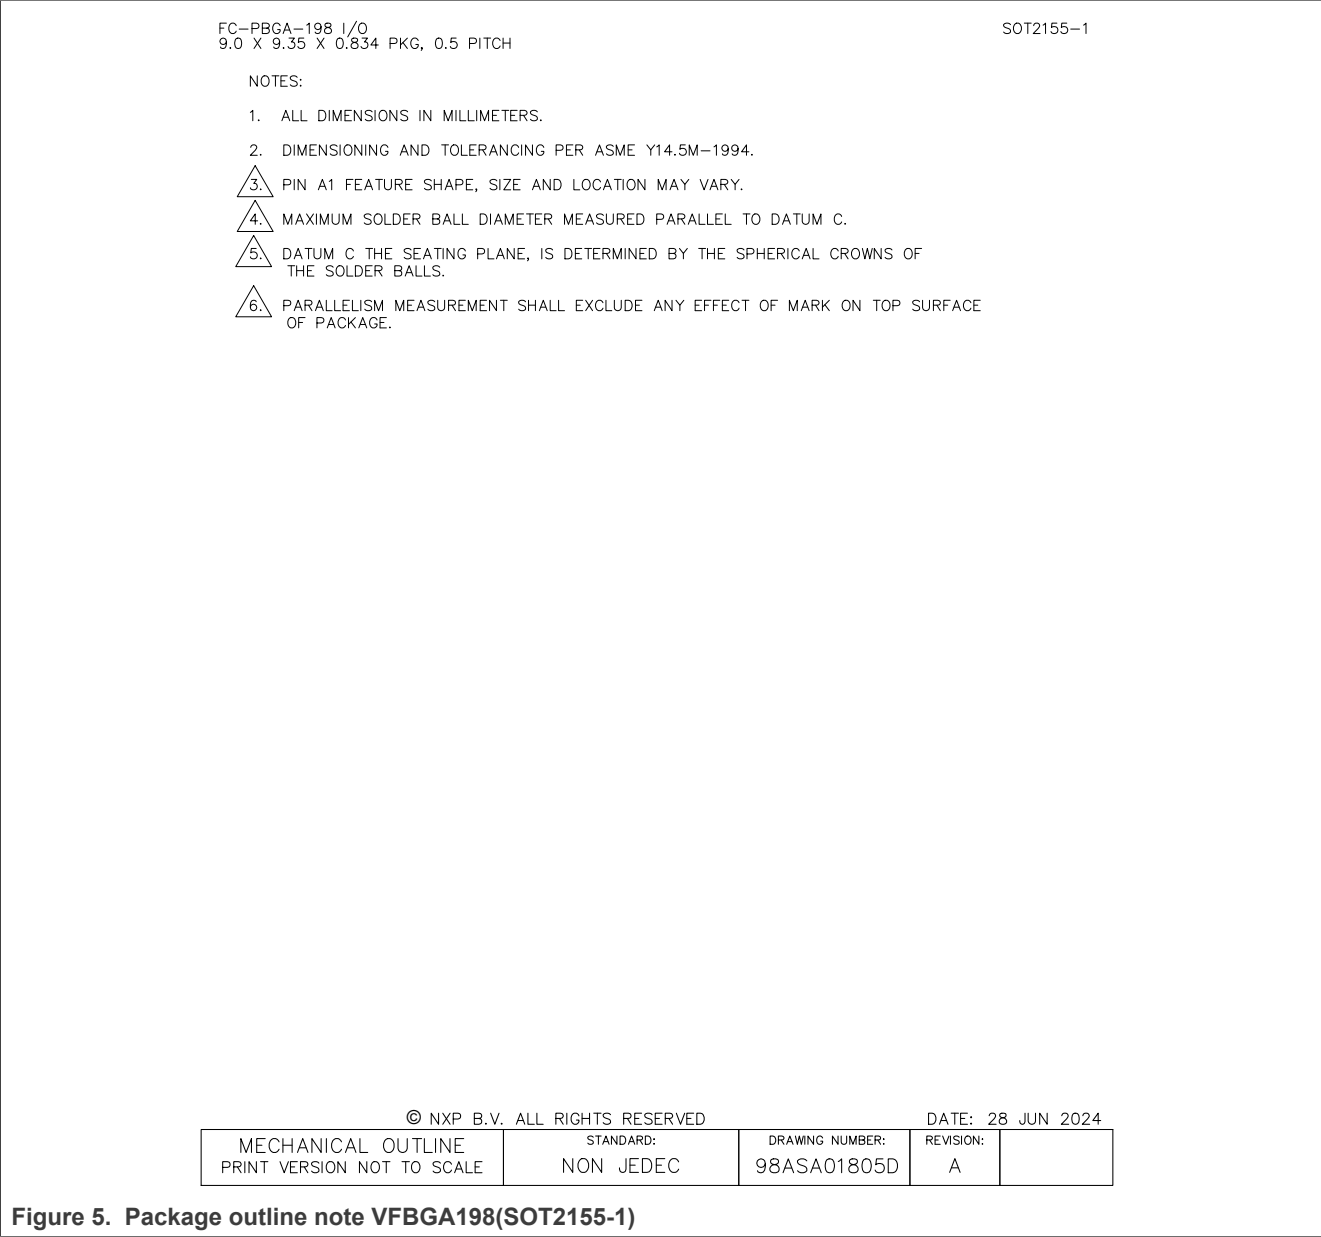 FC-PBGA-198 I/O
SOT2155-1
9.0 X 9.35 X 0.834 PKG, 0.5 PITCH
NOTES:
1. ALL DIMENSIONS IN MILLIMETERS.
2. DIMENSIONING AND TOLERANCING PER ASME Y14.5M-1994.
3. PIN A1 FEATURE SHAPE, SIZE AND LOCATION MAY VARY.
4. MAXIMUM SOLDER BALL DIAMETER MEASURED PARALLEL TO DATUM C.
5. DATUM C THE SEATING PLANE, IS DETERMINED BY THE SPHERICAL CROWNS OF
THE SOLDER BALLS.
6. PARALLELISM MEASUREMENT SHALL EXCLUDE ANY EFFECT OF MARK ON TOP SURFACE
OF PACKAGE.
© NXP B.V. ALL RIGHTS RESERVED
DATE: 28 JUN 2024
MECHANICAL OUTLINE
PRINT VERSION NOT TO SCALE
STANDARD:
NON JEDEC
DRAWING NUMBER:
98ASA01805D
REVISION:
A
Figure 5. Package outline note VFBGA198(SOT2155-1)